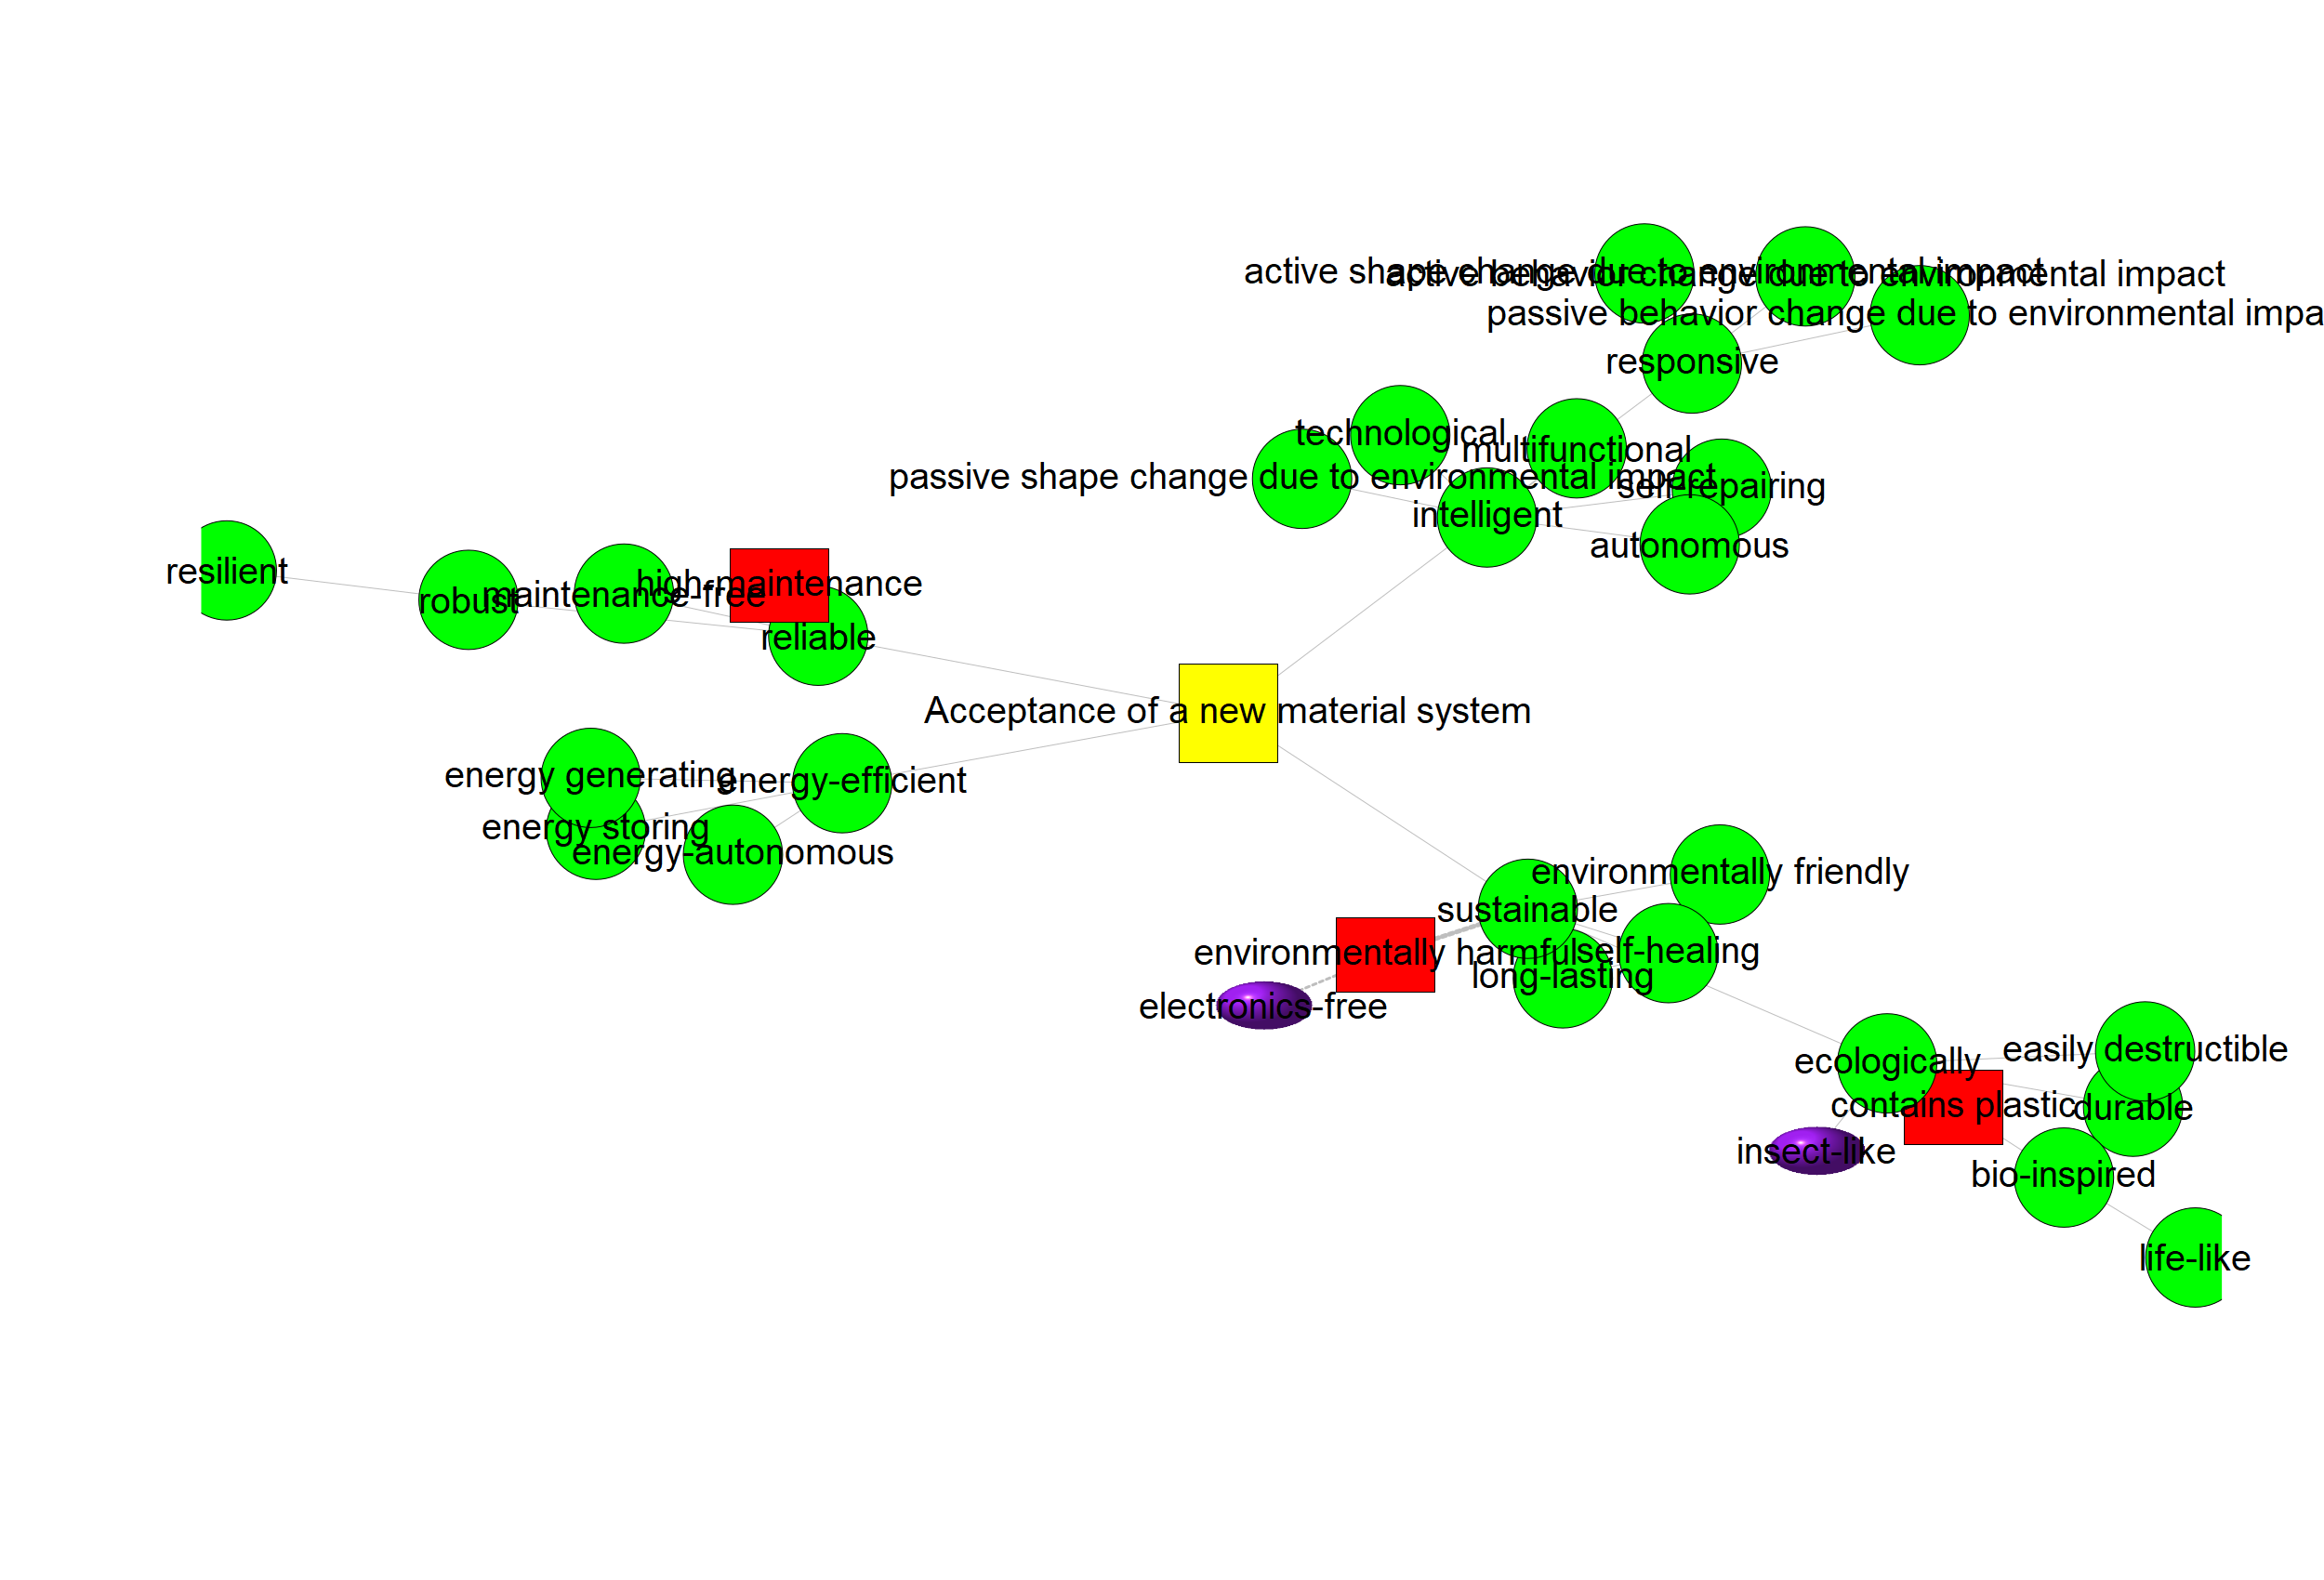 active shape change due to environmental impact
active behavior change due to environmental impact
passive behavior change due to environmental impa
responsive
technological
multifunctional
passive shape change due to environmental impact
self-repairing
intelligent
autonomous
resilient
robust
maintenance-free
high-maintenance
reliable
Acceptance of a new material system
energy generating
energy-efficient
energy storing
energy-autonomous
environmentally friendly
sustainable
environmentally harmful
self-healing
long-lasting
electronics-free
ecologically
easily destructible
contains plastic
durable
insect-like
bio-inspired
life-like